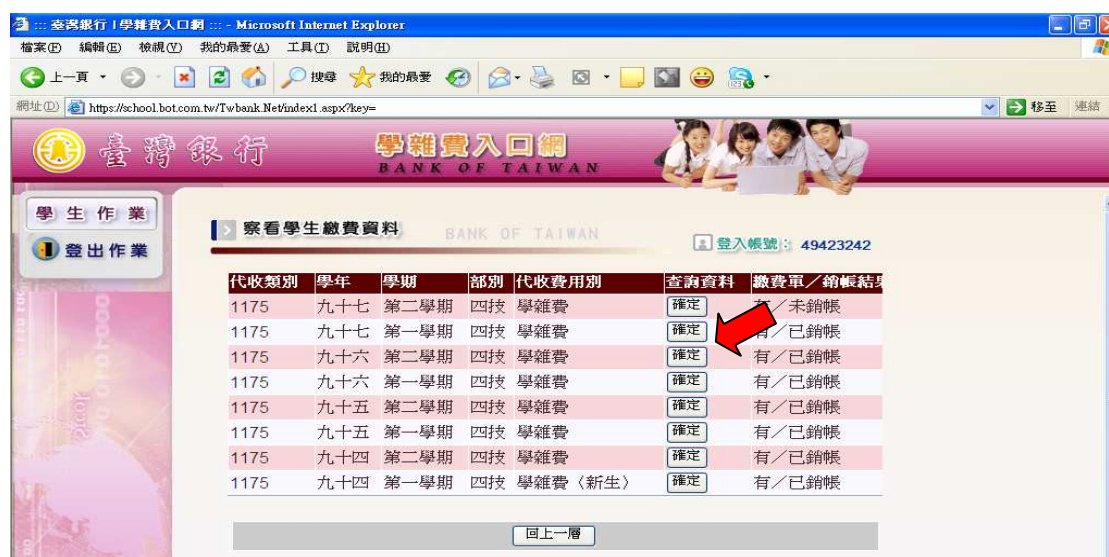 ::: 臺灣銀行 | 學雜費入口網 ::: - Microsoft Internet Explorer
檔案(F) 編輯(E) 檢視(V) 我的最愛(A) 工具(T) 說明(H)
上一頁 搜尋 我的最愛
網址(D) https://school.bot.com.tw/Twbank.Net/index1.aspx?key= 移至 連結
臺灣銀行 學雜費入口網
BANK OF TAIWAN
學生作業
登出作業
察看學生繳費資料 BANK OF TAIWAN 登入帳號： 49423242
代收類別 學年 學期 部別 代收費用別 查詢資料 繳費單／銷帳結果
1175 九十七 第二學期 四技 學雜費 確定 有／未銷帳
1175 九十七 第一學期 四技 學雜費 確定 有／已銷帳
1175 九十六 第二學期 四技 學雜費 確定 有／已銷帳
1175 九十六 第一學期 四技 學雜費 確定 有／已銷帳
1175 九十五 第二學期 四技 學雜費 確定 有／已銷帳
1175 九十五 第一學期 四技 學雜費 確定 有／已銷帳
1175 九十四 第二學期 四技 學雜費 確定 有／已銷帳
1175 九十四 第一學期 四技 學雜費〈新生〉 確定 有／已銷帳
回上一層